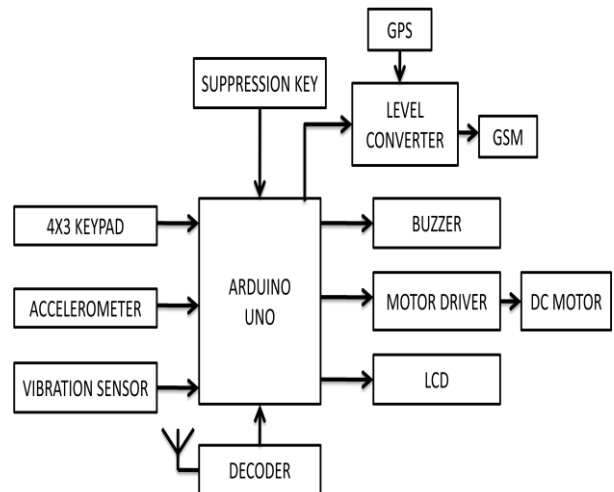 GPS
SUPPRESSION KEY
LEVEL
CONVERTER
GSM
4X3 KEYPAD
BUZZER
ARDUINO
UNO
ACCELEROMETER
MOTOR DRIVER
DC MOTOR
VIBRATION SENSOR
LCD
DECODER